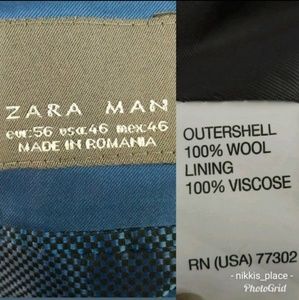 ZARA MAN
eur:56 usa:46 mex:46
MADE IN ROMANIA
OUTERSHELL
100% WOOL
LINING
100% VISCOSE
RN (USA) 77302
- nikkis_place -
PhotoGrid